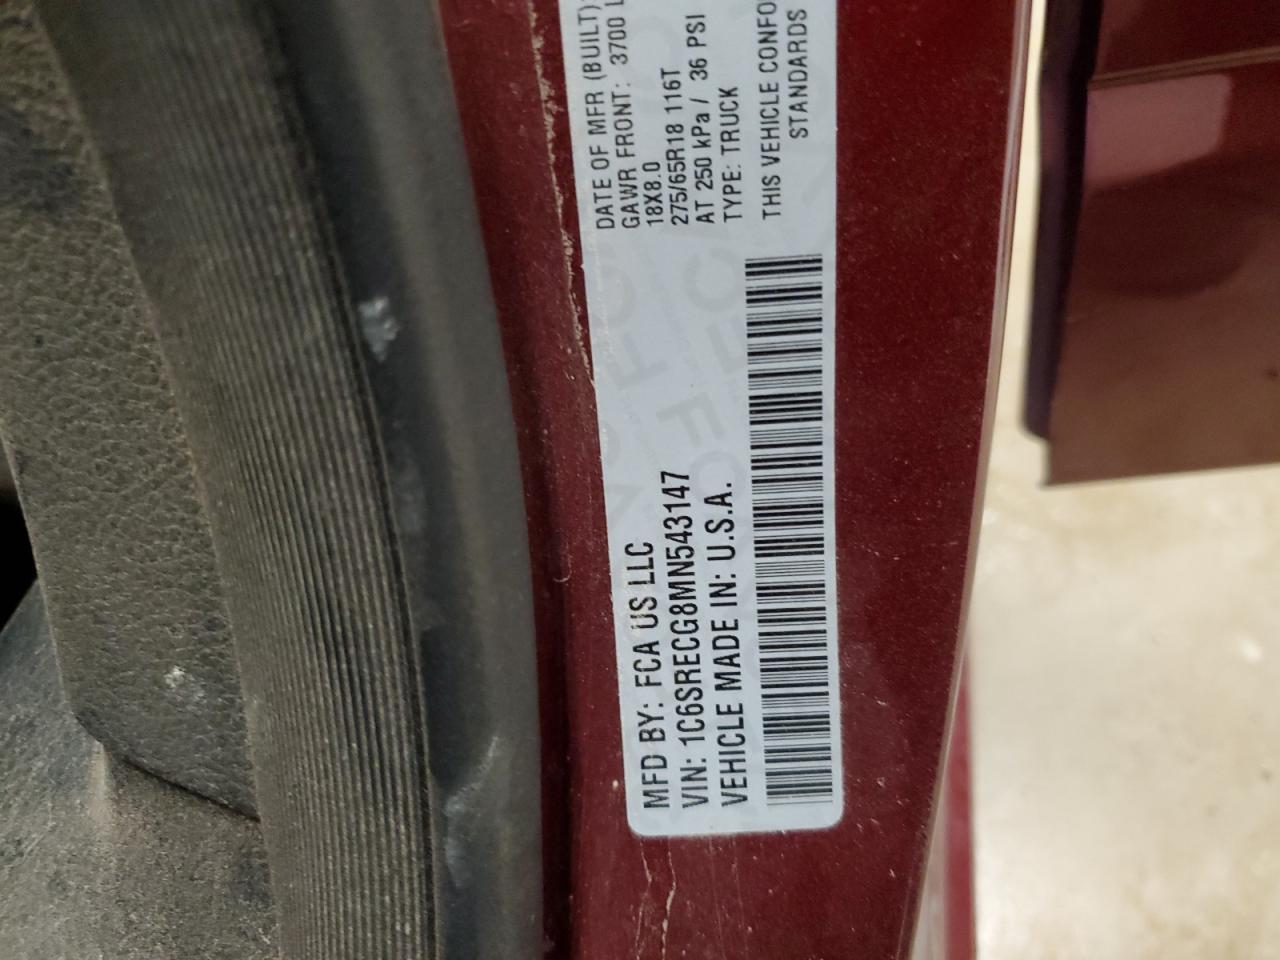 MFD BY: FCA US LLC
VIN: 1C6SRECG8MN543147
VEHICLE MADE IN: U.S.A.
DATE OF MFR (BUILT):
GAWR FRONT: 3700 L
18X8.0
275/65R18 116T
AT 250 kPa / 36 PSI
TYPE: TRUCK
THIS VEHICLE CONFO
STANDARDS